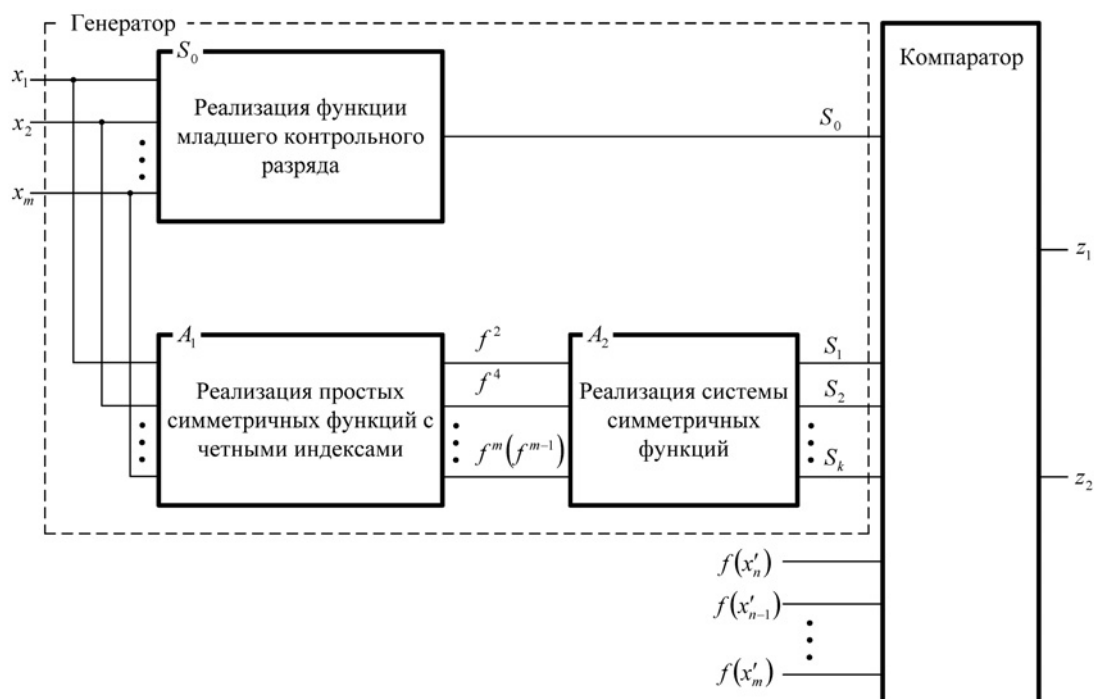 Генератор
Компаратор
S₀
x₁
x₂
xₘ
Реализация функции
младшего контрольного
разряда
S₀
z₁
A₁
Реализация простых
симметричных функций с
четными индексами
f²
f⁴
fᵐ(fᵐ⁻¹)
A₂
Реализация системы
симметричных
функций
S₁
S₂
Sₖ
z₂
f(x′ₙ)
f(x′ₙ₋₁)
f(x′ₘ)